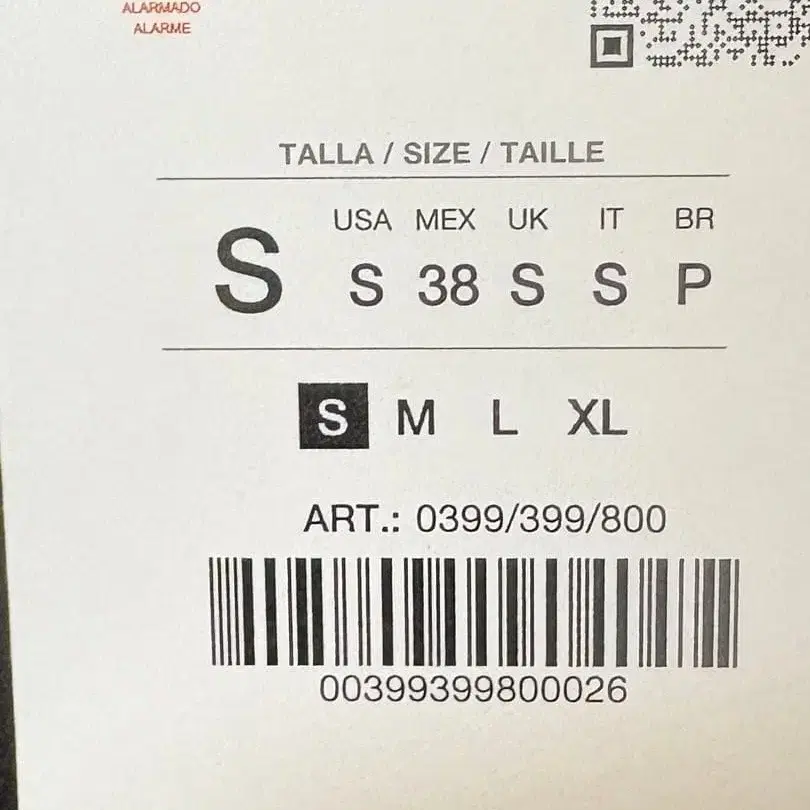 ALARMADO
ALARME
TALLA / SIZE / TAILLE
USA MEX UK IT BR
S S 38 S S P
S M L XL
ART.: 0399/399/800
00399399800026